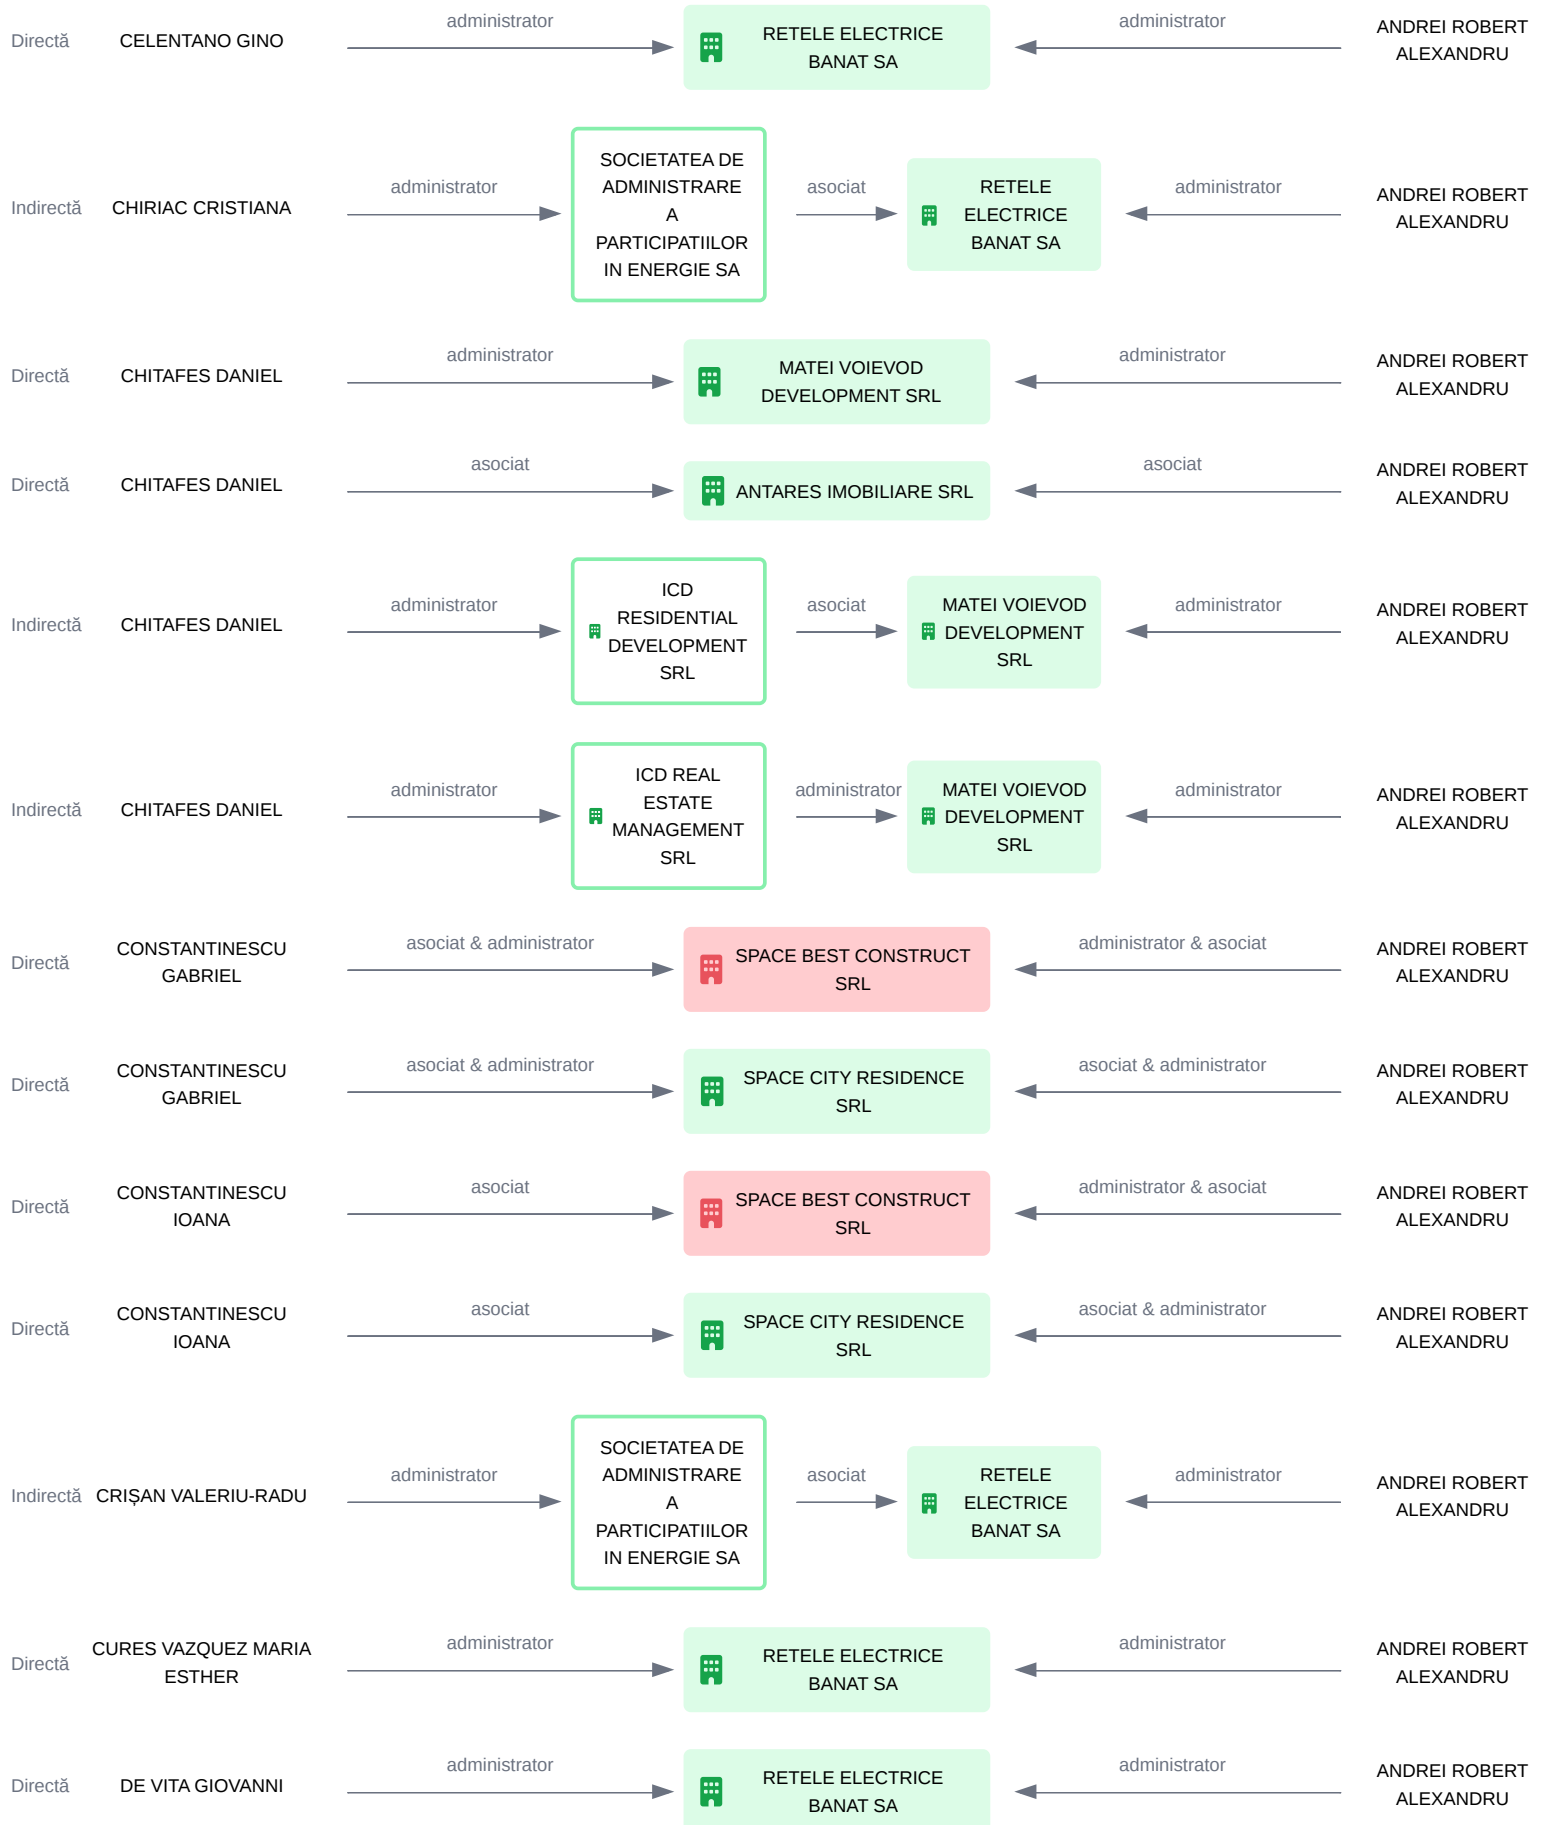 Directă
CELENTANO GINO
administrator
RETELE ELECTRICE
BANAT SA
administrator
ANDREI ROBERT
ALEXANDRU
Indirectă
CHIRIAC CRISTIANA
administrator
SOCIETATEA DE
ADMINISTRARE
A
PARTICIPATIILOR
IN ENERGIE SA
asociat
RETELE
ELECTRICE
BANAT SA
administrator
ANDREI ROBERT
ALEXANDRU
Directă
CHITAFES DANIEL
administrator
MATEI VOIEVOD
DEVELOPMENT SRL
administrator
ANDREI ROBERT
ALEXANDRU
Directă
CHITAFES DANIEL
asociat
ANTARES IMOBILIARE SRL
asociat
ANDREI ROBERT
ALEXANDRU
Indirectă
CHITAFES DANIEL
administrator
ICD
RESIDENTIAL
DEVELOPMENT
SRL
asociat
MATEI VOIEVOD
DEVELOPMENT
SRL
administrator
ANDREI ROBERT
ALEXANDRU
Indirectă
CHITAFES DANIEL
administrator
ICD REAL
ESTATE
MANAGEMENT
SRL
administrator
MATEI VOIEVOD
DEVELOPMENT
SRL
administrator
ANDREI ROBERT
ALEXANDRU
Directă
CONSTANTINESCU
GABRIEL
asociat & administrator
SPACE BEST CONSTRUCT
SRL
administrator & asociat
ANDREI ROBERT
ALEXANDRU
Directă
CONSTANTINESCU
GABRIEL
asociat & administrator
SPACE CITY RESIDENCE
SRL
asociat & administrator
ANDREI ROBERT
ALEXANDRU
Directă
CONSTANTINESCU
IOANA
asociat
SPACE BEST CONSTRUCT
SRL
administrator & asociat
ANDREI ROBERT
ALEXANDRU
Directă
CONSTANTINESCU
IOANA
asociat
SPACE CITY RESIDENCE
SRL
asociat & administrator
ANDREI ROBERT
ALEXANDRU
Indirectă
CRIȘAN VALERIU-RADU
administrator
SOCIETATEA DE
ADMINISTRARE
A
PARTICIPATIILOR
IN ENERGIE SA
asociat
RETELE
ELECTRICE
BANAT SA
administrator
ANDREI ROBERT
ALEXANDRU
Directă
CURES VAZQUEZ MARIA
ESTHER
administrator
RETELE ELECTRICE
BANAT SA
administrator
ANDREI ROBERT
ALEXANDRU
Directă
DE VITA GIOVANNI
administrator
RETELE ELECTRICE
BANAT SA
administrator
ANDREI ROBERT
ALEXANDRU